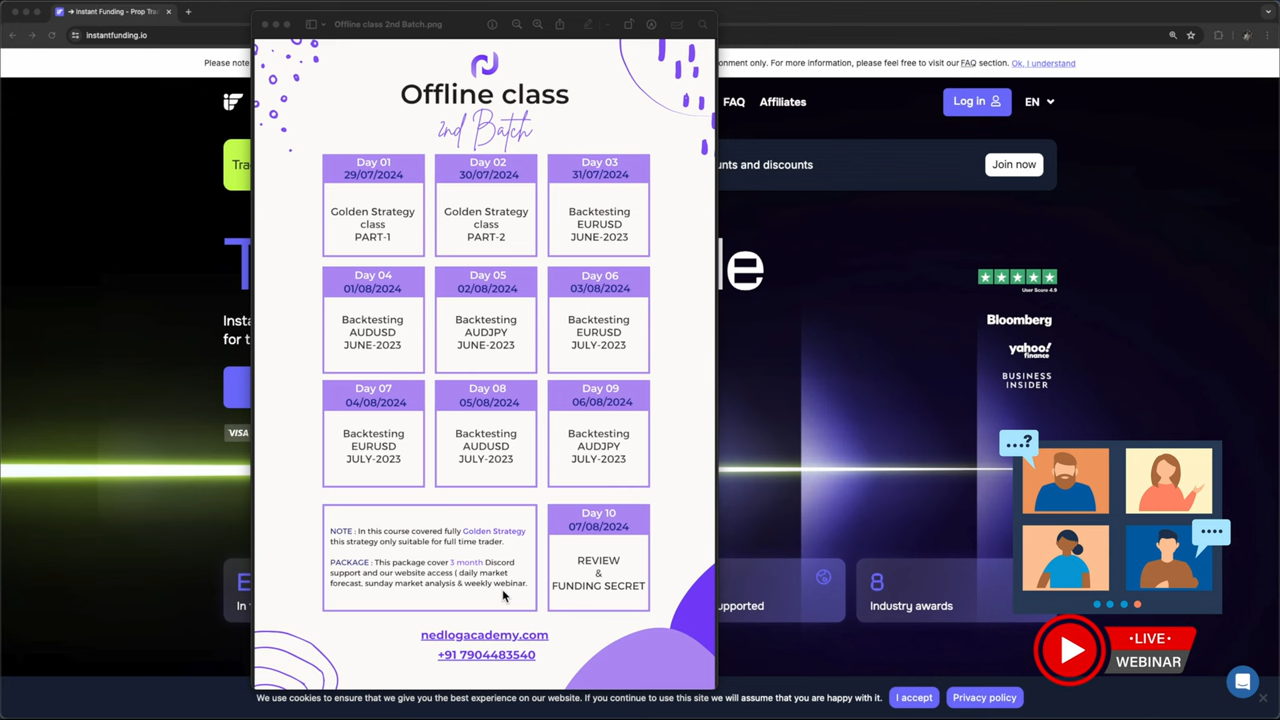 → Instant Funding - Prop Trad
Offline class 2nd Batch.png
instantfunding.io
Please note
onment only. For more information, please feel free to visit our FAQ section. Ok, I understand
FAQ
Affiliates
Log in
EN
Tra
unts and discounts
Join now
T
le
Insta
for t
VISA
User Score 4.9
Bloomberg
yahoo!
finance
BUSINESS
INSIDER
Offline class
2nd Batch
Day 01
29/07/2024
Golden Strategy
class
PART-1
Day 02
30/07/2024
Golden Strategy
class
PART-2
Day 03
31/07/2024
Backtesting
EURUSD
JUNE-2023
Day 04
01/08/2024
Backtesting
AUDUSD
JUNE-2023
Day 05
02/08/2024
Backtesting
AUDJPY
JUNE-2023
Day 06
03/08/2024
Backtesting
EURUSD
JULY-2023
Day 07
04/08/2024
Backtesting
EURUSD
JULY-2023
Day 08
05/08/2024
Backtesting
AUDUSD
JULY-2023
Day 09
06/08/2024
Backtesting
AUDJPY
JULY-2023
NOTE : In this course covered fully Golden Strategy
this strategy only suitable for full time trader.
PACKAGE : This package cover 3 month Discord
support and our website access ( daily market
forecast, sunday market analysis & weekly webinar.
Day 10
07/08/2024
REVIEW
&
FUNDING SECRET
nedlogacademy.com
+91 7904483540
E
In t
upported
8
Industry awards
...?
....
LIVE
WEBINAR
We use cookies to ensure that we give you the best experience on our website. If you continue to use this site we will assume that you are happy with it.
I accept
Privacy policy